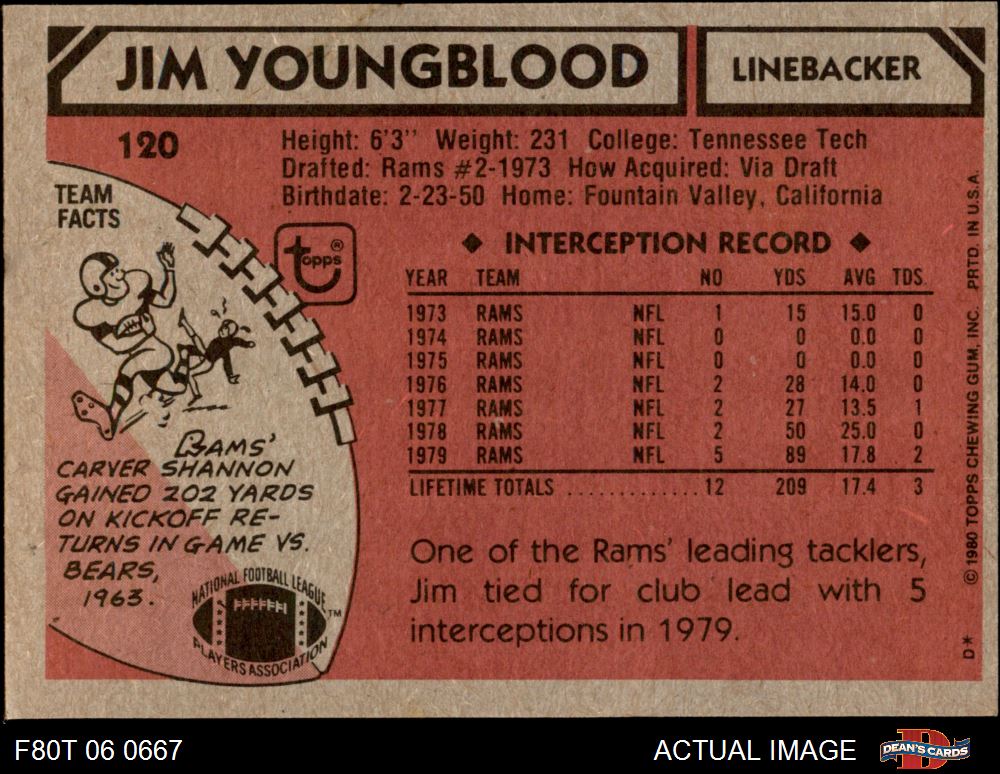 JIM YOUNGBLOOD
LINEBACKER
120
Height: 6'3'' Weight: 231 College: Tennessee Tech
Drafted: Rams #2-1973 How Acquired: Via Draft
Birthdate: 2-23-50 Home: Fountain Valley, California
TEAM
FACTS
topps®
◆ INTERCEPTION RECORD ◆
YEAR TEAM NO YDS AVG TDS
1973 RAMS NFL 1 15 15.0 0
1974 RAMS NFL 0 0 0.0 0
1975 RAMS NFL 0 0 0.0 0
1976 RAMS NFL 2 28 14.0 0
1977 RAMS NFL 2 27 13.5 1
1978 RAMS NFL 2 50 25.0 0
1979 RAMS NFL 5 89 17.8 2
LIFETIME TOTALS ............. 12 209 17.4 3
RAMS'
CARVER SHANNON
GAINED 202 YARDS
ON KICKOFF RE-
TURNS IN GAME VS.
BEARS,
1963.
NATIONAL FOOTBALL LEAGUE
PLAYERS ASSOCIATION
TM
One of the Rams' leading tacklers,
Jim tied for club lead with 5
interceptions in 1979.
© 1980 TOPPS CHEWING GUM, INC. PRTD. IN U.S.A.
D*
F80T 06 0667
ACTUAL IMAGE
DEAN'S CARDS